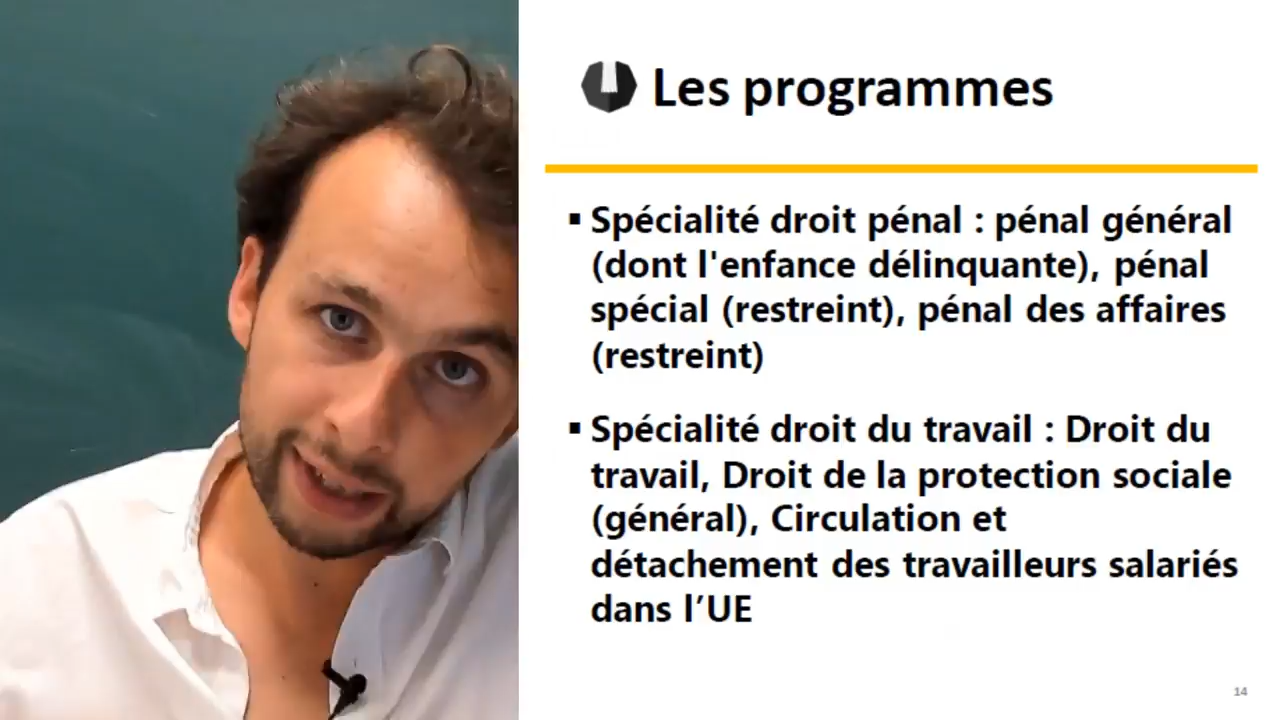 Les programmes
▪ Spécialité droit pénal : pénal général
(dont l'enfance délinquante), pénal
spécial (restreint), pénal des affaires
(restreint)
▪ Spécialité droit du travail : Droit du
travail, Droit de la protection sociale
(général), Circulation et
détachement des travailleurs salariés
dans l’UE
14